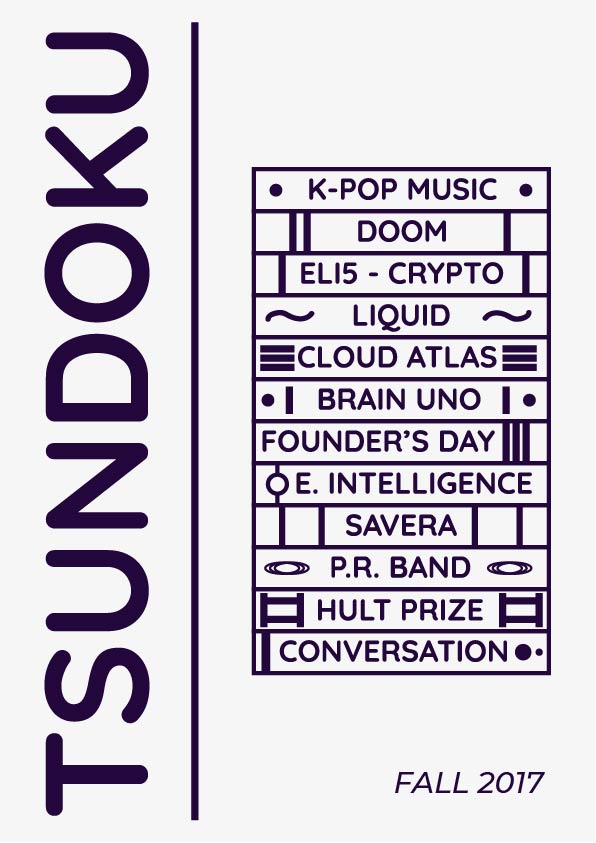 TSUNDOKU
K-POP MUSIC
DOOM
ELI5 - CRYPTO
LIQUID
CLOUD ATLAS
BRAIN UNO
FOUNDER’S DAY
E. INTELLIGENCE
SAVERA
P.R. BAND
HULT PRIZE
CONVERSATION
FALL 2017